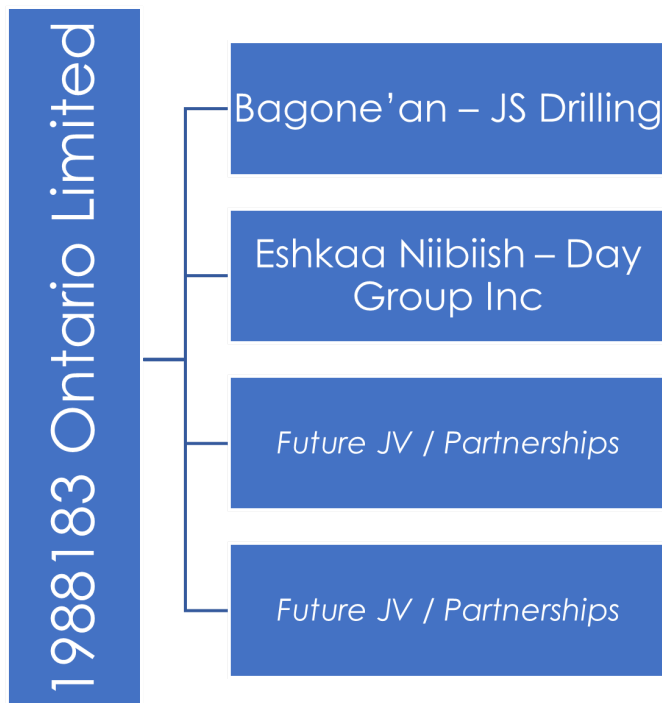 1988183 Ontario Limited
Bagone’an – JS Drilling
Eshkaa Niibiish – Day
Group Inc
Future JV / Partnerships
Future JV / Partnerships